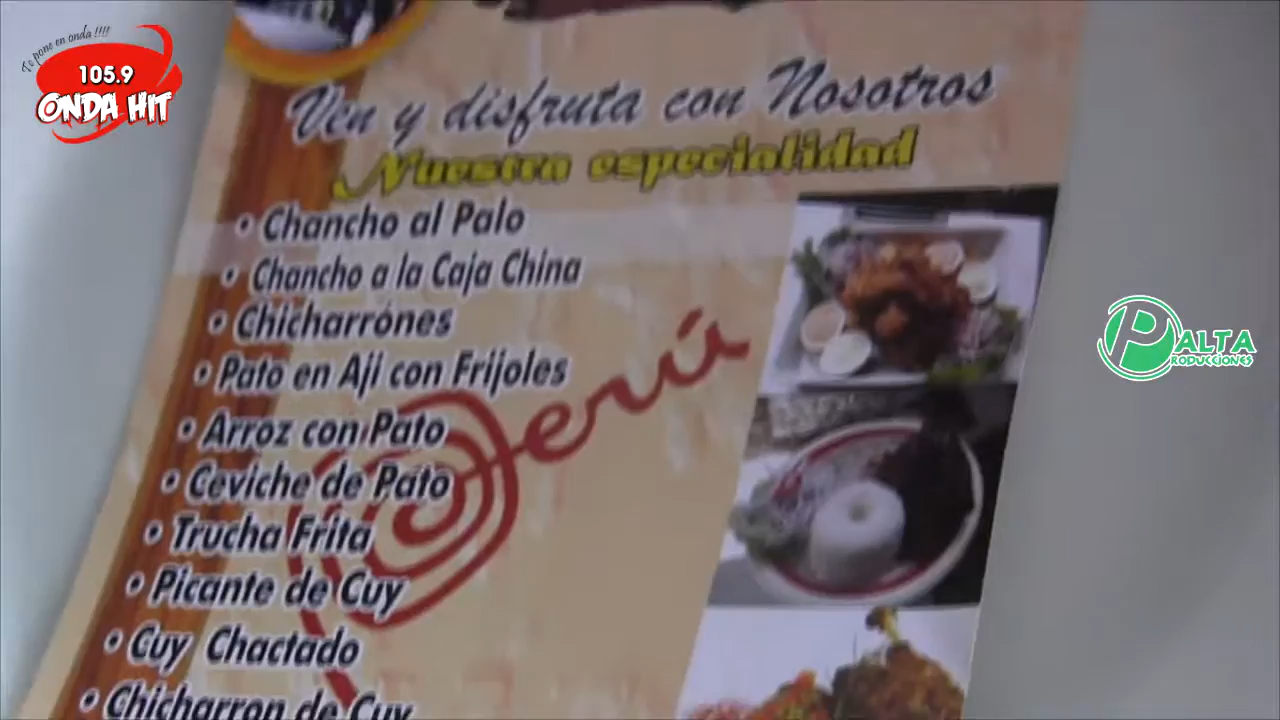 Te pone en onda !!!!
105.9
ONDA HIT
Ven y disfruta con Nosotros
Nuestra especialidad
• Chancho al Palo
• Chancho a la Caja China
• Chicharrónes
• Pato en Aji con Frijoles
• Arroz con Pato
• Ceviche de Pato
• Trucha Frita
• Picante de Cuy
• Cuy Chactado
• Chicharron de Cuy
Perú
PALTA
PRODUCCIONES